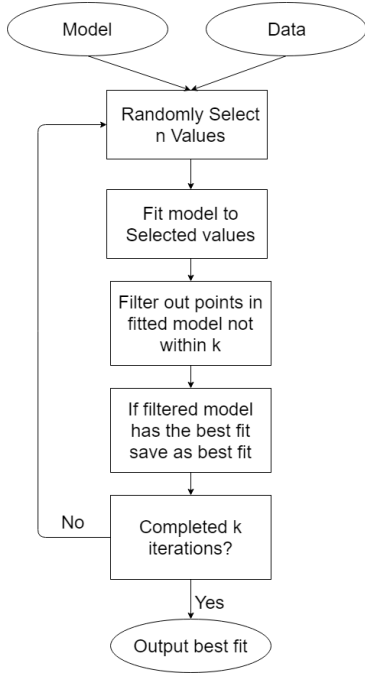 Model
Data
Randomly Select
n Values
Fit model to
Selected values
Filter out points in
fitted model not
within k
If filtered model
has the best fit
save as best fit
No
Completed k
iterations?
Yes
Output best fit